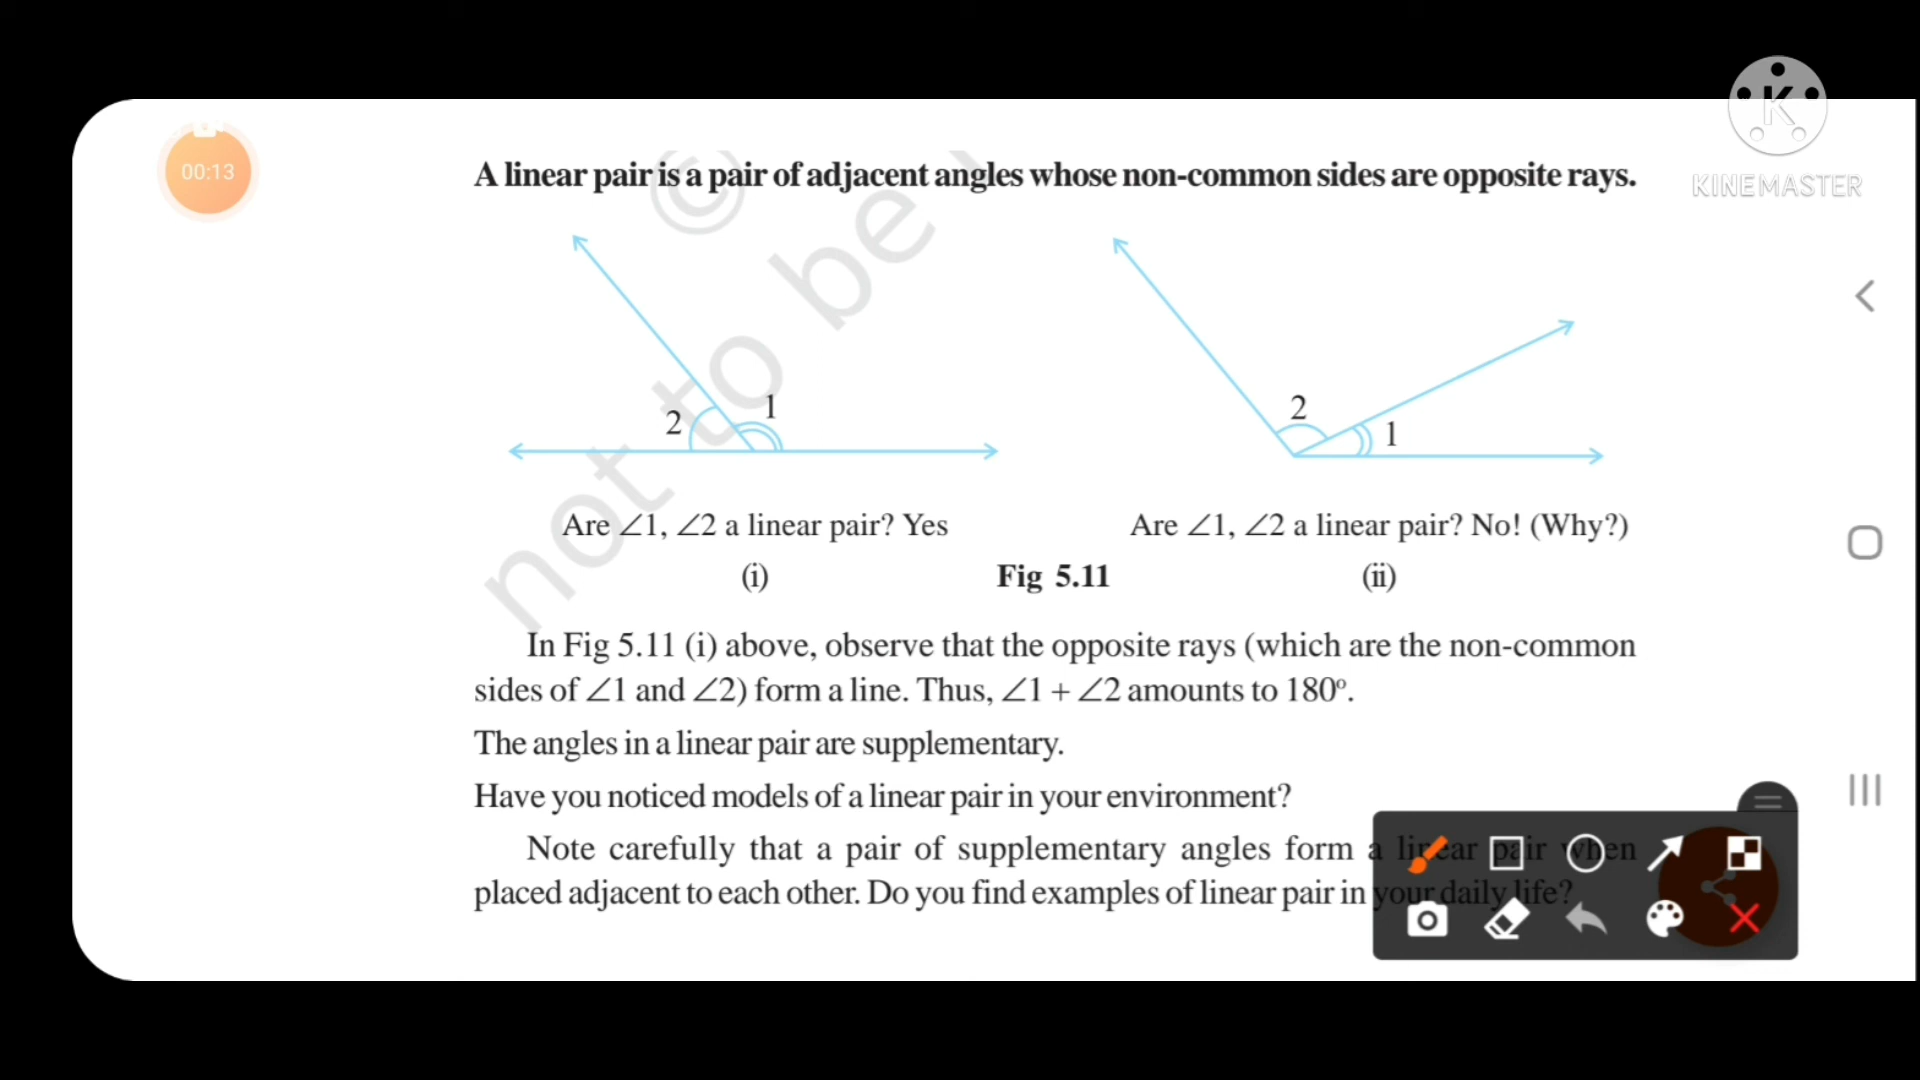 00:13
K
KINEMASTER
A linear pair is a pair of adjacent angles whose non-common sides are opposite rays.
© not to be
2 1
2 1
Are ∠1, ∠2 a linear pair? Yes
Are ∠1, ∠2 a linear pair? No! (Why?)
(i) Fig 5.11 (ii)
In Fig 5.11 (i) above, observe that the opposite rays (which are the non-common
sides of ∠1 and ∠2) form a line. Thus, ∠1 + ∠2 amounts to 180º.
The angles in a linear pair are supplementary.
Have you noticed models of a linear pair in your environment?
Note carefully that a pair of supplementary angles form a linear pair when
placed adjacent to each other. Do you find examples of linear pair in your daily life?